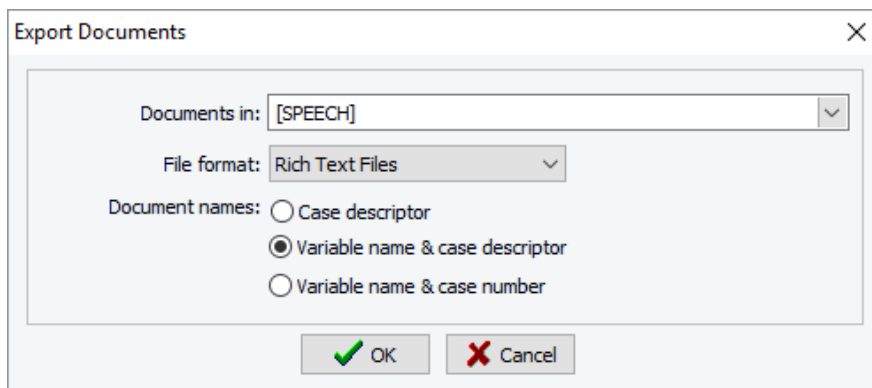 Export Documents
Documents in: [SPEECH]
File format: Rich Text Files
Document names: Case descriptor
Variable name & case descriptor
Variable name & case number
OK Cancel